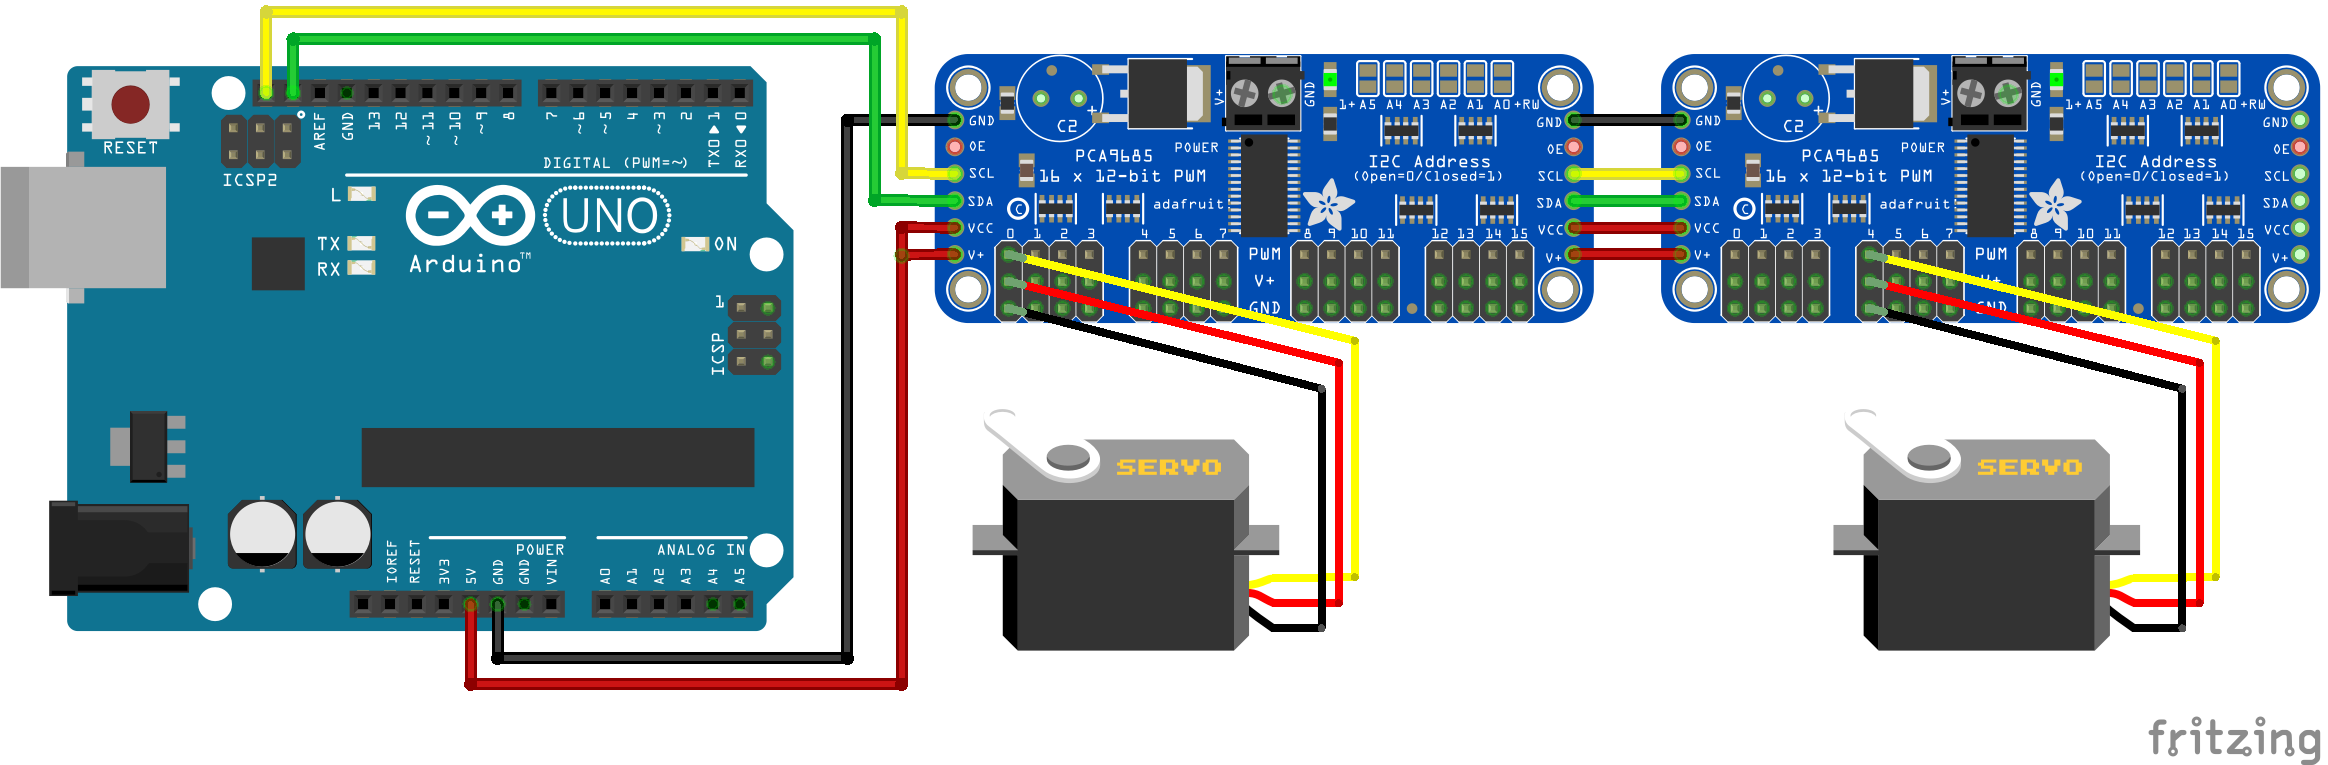 RESET
ICSP2
AREF
GND
13
12
~11
~10
~9
8
7
~6
~5
4
~3
2
TX0▶1
RX0◀0
DIGITAL (PWM=~)
L
TX
RX
UNO
Arduino™
ON
1
ICSP
POWER
ANALOG IN
IOREF
RESET
3V3
5V
GND
GND
VIN
A0
A1
A2
A3
A4
A5
GND
OE
SCL
SDA
VCC
V+
C2
+
V+
GND
1+ A5 A4 A3 A2 A1 A0 +RW
PCA9685
POWER
16 x 12-bit PWM
I2C Address
(Open=0/Closed=1)
C
adafruit
0 1 2 3 4 5 6 7 8 9 10 11 12 13 14 15
PWM
V+
GND
GND
OE
SCL
SDA
VCC
V+
GND
OE
SCL
SDA
VCC
V+
C2
+
V+
GND
1+ A5 A4 A3 A2 A1 A0 +RW
PCA9685
POWER
16 x 12-bit PWM
I2C Address
(Open=0/Closed=1)
C
adafruit
0 1 2 3 4 5 6 7 8 9 10 11 12 13 14 15
PWM
V+
GND
GND
OE
SCL
SDA
VCC
V+
SERVO
SERVO
fritzing